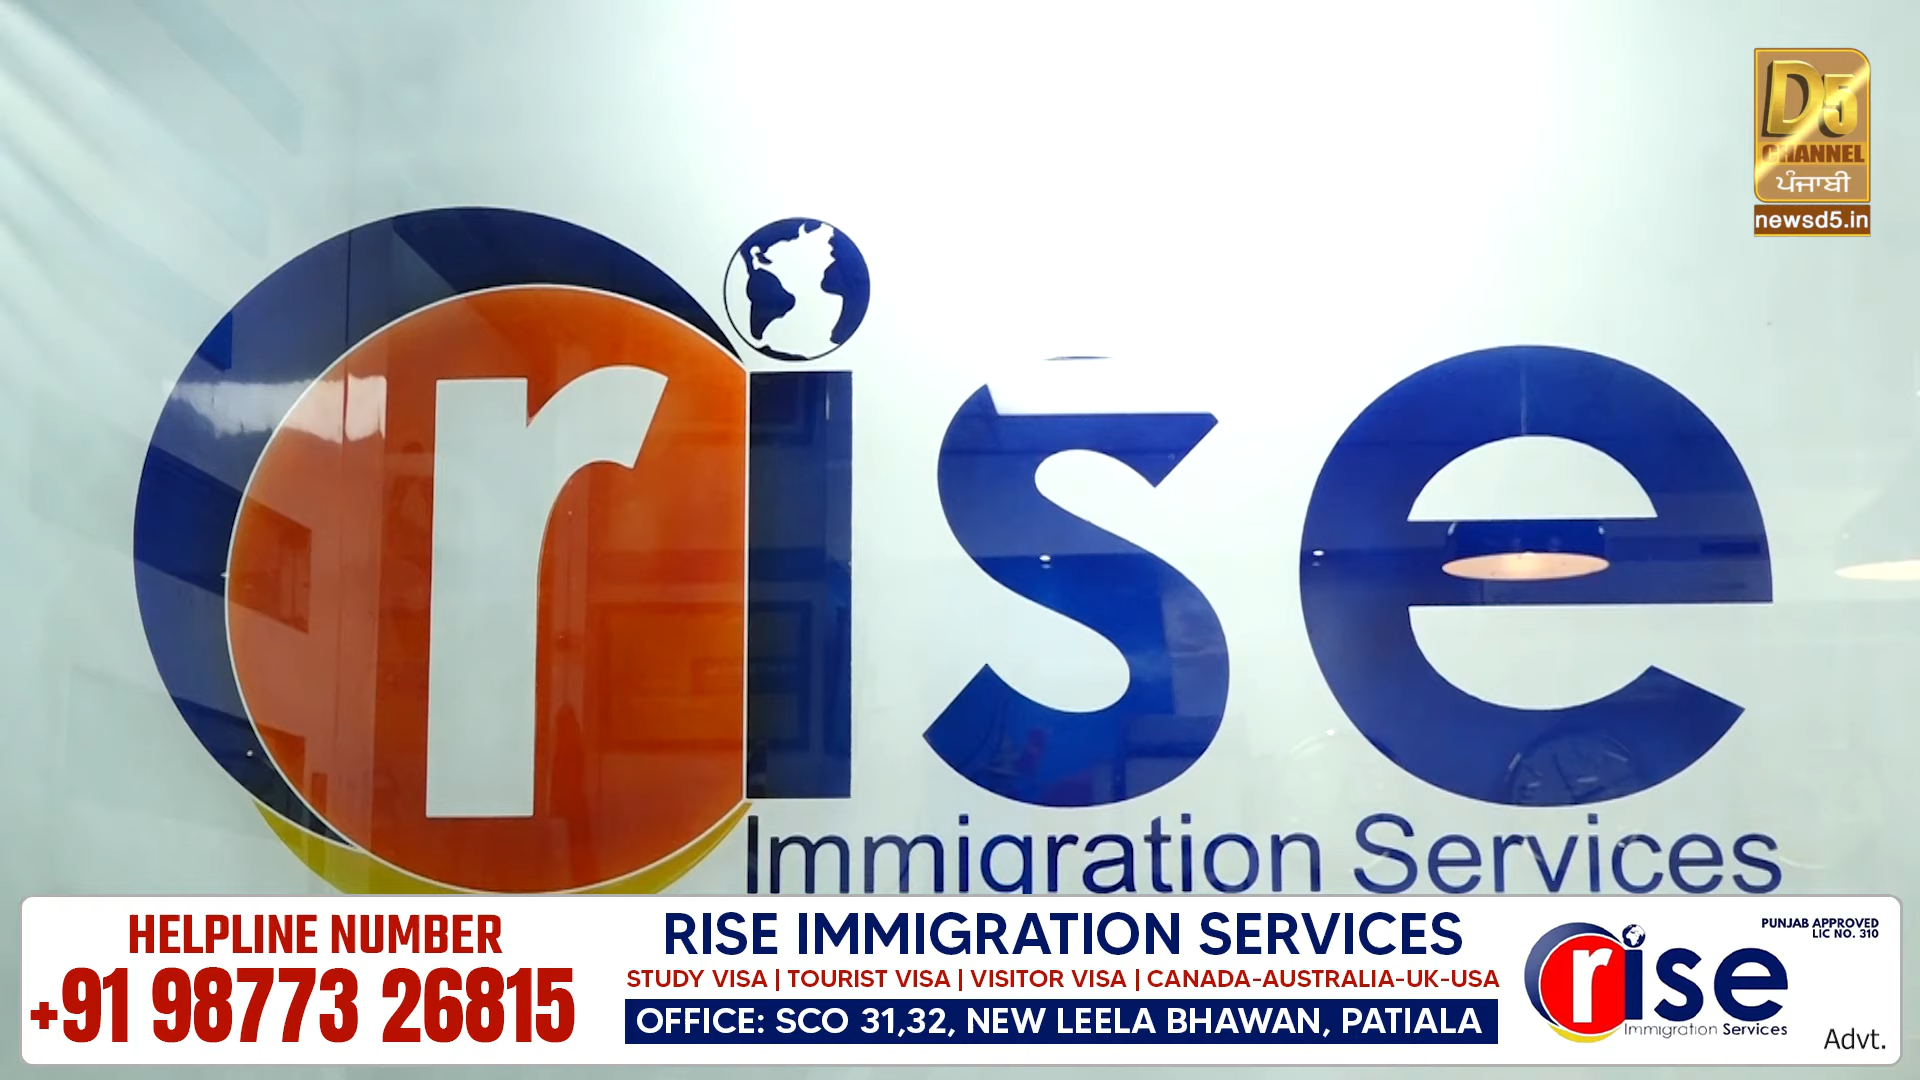 D5
CHANNEL
ਪੰਜਾਬੀ
newsd5.in
rise
Immigration Services
HELPLINE NUMBER
+91 98773 26815
RISE IMMIGRATION SERVICES
STUDY VISA | TOURIST VISA | VISITOR VISA | CANADA-AUSTRALIA-UK-USA
OFFICE: SCO 31,32, NEW LEELA BHAWAN, PATIALA
PUNJAB APPROVED
LIC NO. 310
rise
Immigration Services
Advt.